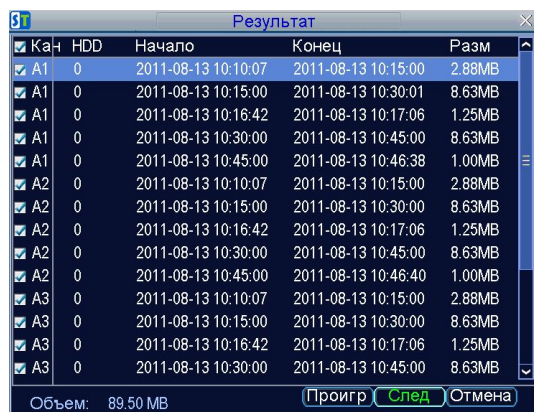 ST Результат
Кан HDD Начало Конец Разм
A1 0 2011-08-13 10:10:07 2011-08-13 10:15:00 2.88MB
A1 0 2011-08-13 10:15:00 2011-08-13 10:30:01 8.63MB
A1 0 2011-08-13 10:16:42 2011-08-13 10:17:06 1.25MB
A1 0 2011-08-13 10:30:00 2011-08-13 10:45:00 8.63MB
A1 0 2011-08-13 10:45:00 2011-08-13 10:46:38 1.00MB
A2 0 2011-08-13 10:10:07 2011-08-13 10:15:00 2.88MB
A2 0 2011-08-13 10:15:00 2011-08-13 10:30:00 8.63MB
A2 0 2011-08-13 10:16:42 2011-08-13 10:17:06 1.25MB
A2 0 2011-08-13 10:30:00 2011-08-13 10:45:00 8.63MB
A2 0 2011-08-13 10:45:00 2011-08-13 10:46:40 1.00MB
A3 0 2011-08-13 10:10:07 2011-08-13 10:15:00 2.88MB
A3 0 2011-08-13 10:15:00 2011-08-13 10:30:00 8.63MB
A3 0 2011-08-13 10:16:42 2011-08-13 10:17:06 1.25MB
A3 0 2011-08-13 10:30:00 2011-08-13 10:45:00 8.63MB
Объем: 89.50 MB Проигр След Отмена